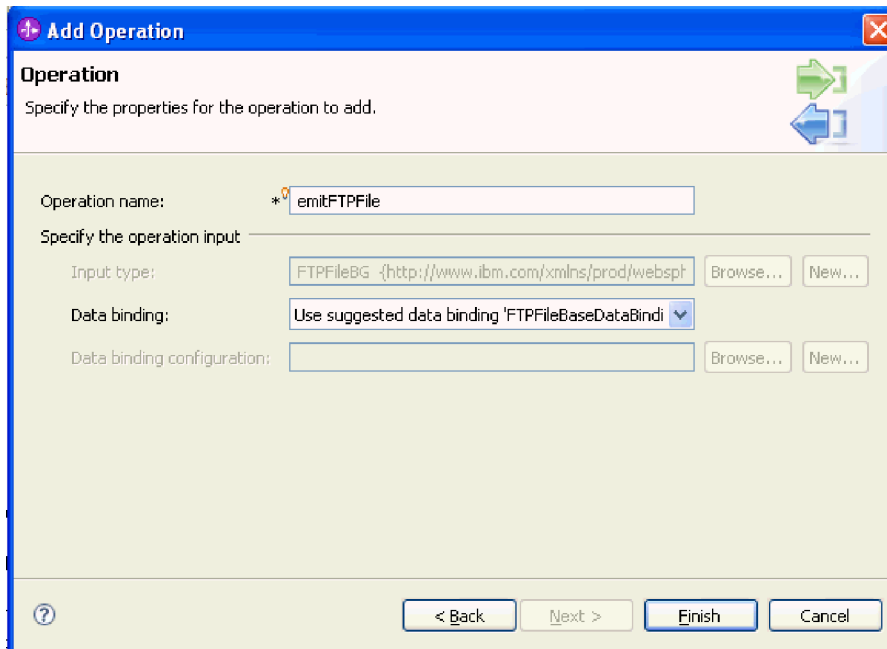 Add Operation
Operation
Specify the properties for the operation to add.
Operation name: * emitFTPFile
Specify the operation input
Input type: FTPFileBG {http://www.ibm.com/xmlns/prod/websph Browse... New...
Data binding: Use suggested data binding 'FTPFileBaseDataBindi
Data binding configuration: Browse... New...
? < Back Next > Finish Cancel